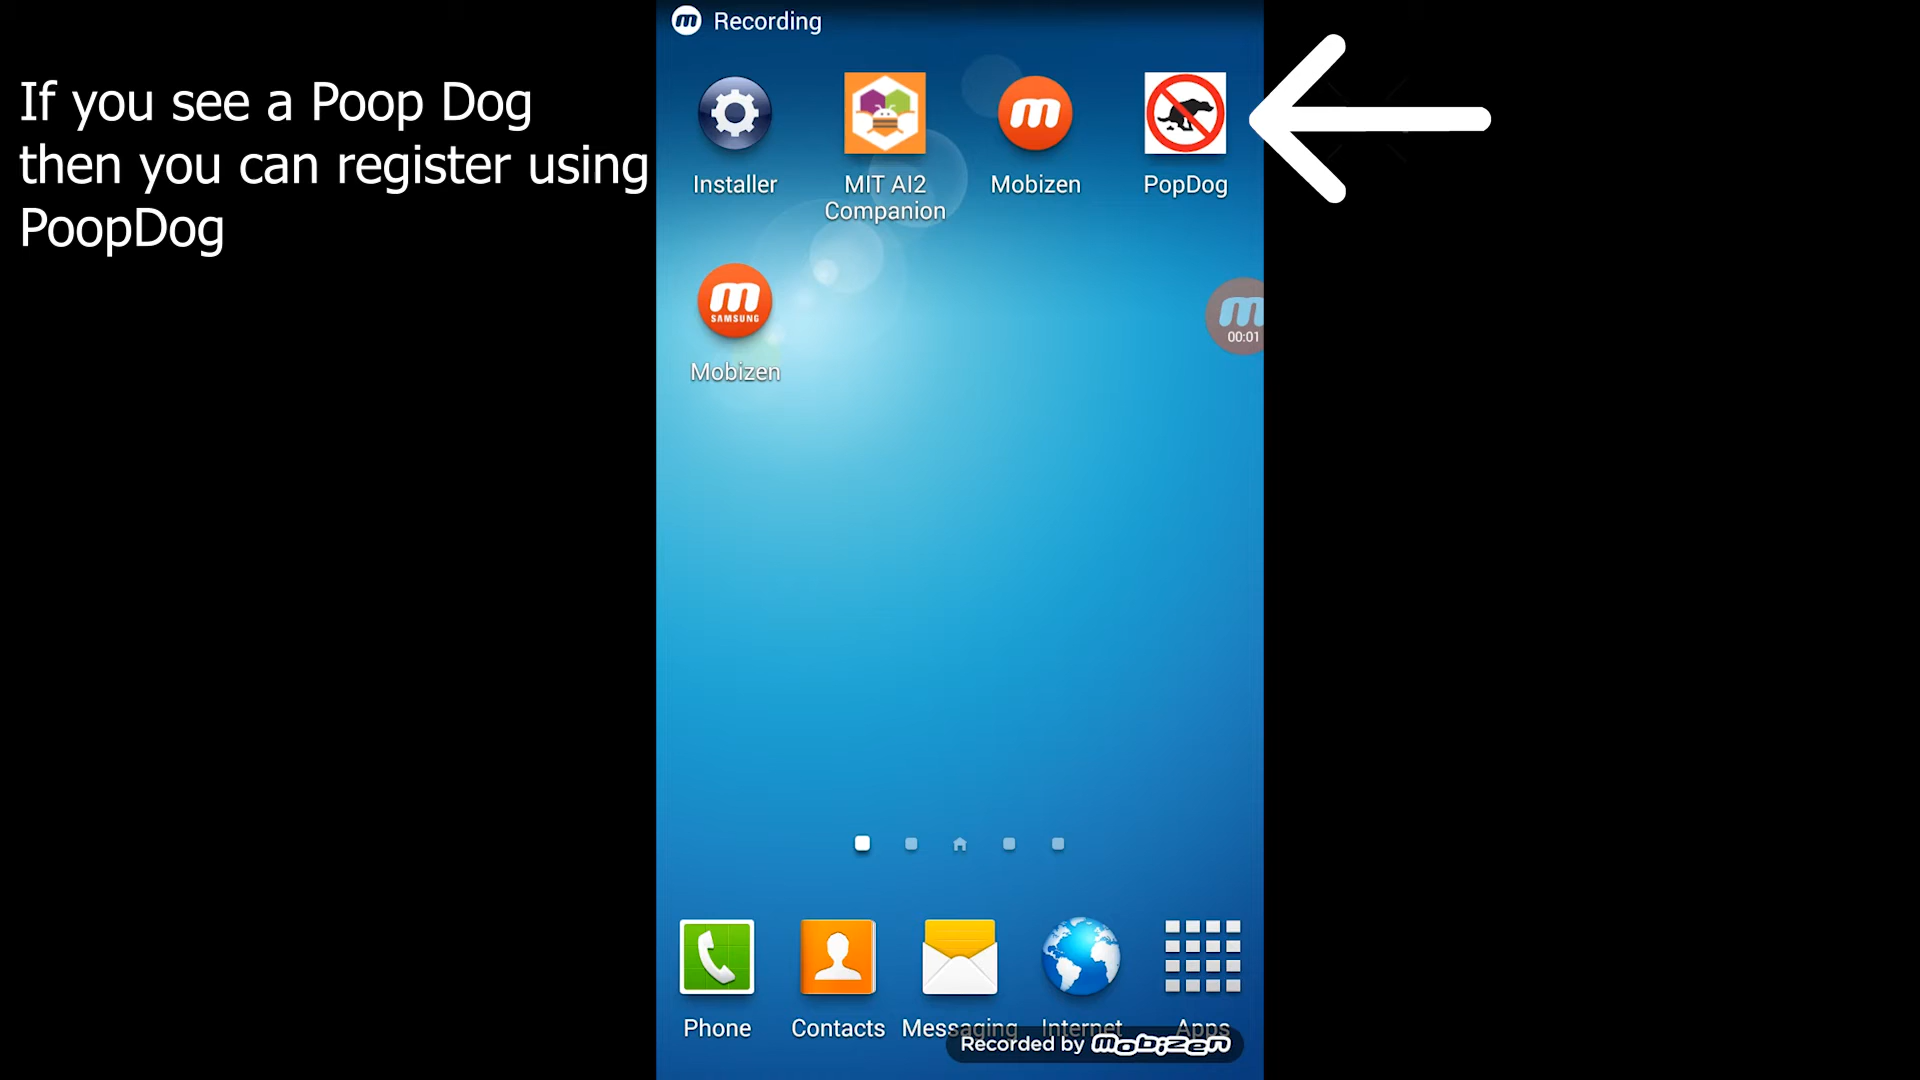 Recording
If you see a Poop Dog
then you can register using
PoopDog
Installer
MIT AI2
Companion
Mobizen
PopDog
SAMSUNG
00:01
Mobizen
Phone
Contacts
Messaging
Internet
Apps
Recorded by mobizen